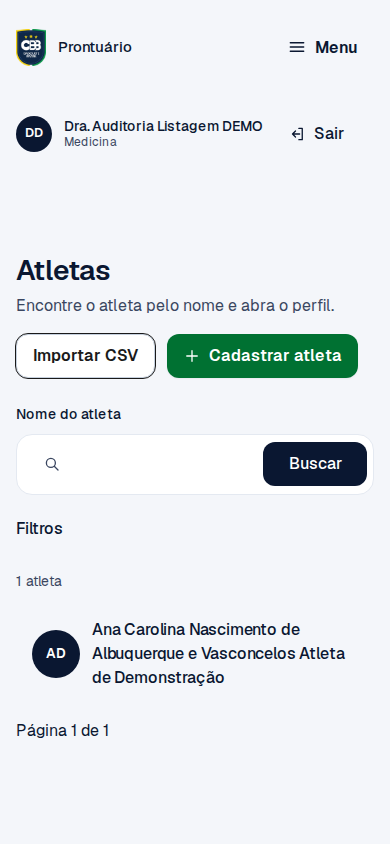 CBB
Prontuário
Menu
DD
Dra. Auditoria Listagem DEMO
Medicina
Sair
Atletas
Encontre o atleta pelo nome e abra o perfil.
Importar CSV
Cadastrar atleta
Nome do atleta
Buscar
Filtros
1 atleta
AD
Ana Carolina Nascimento de
Albuquerque e Vasconcelos Atleta
de Demonstração
Página 1 de 1